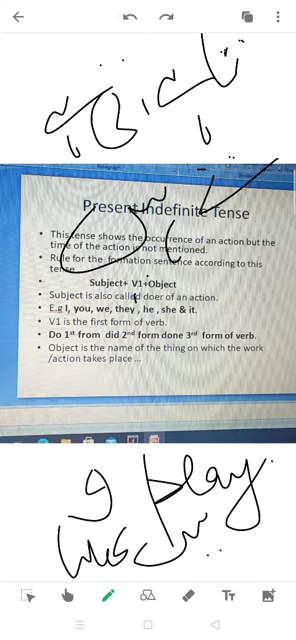 Present Indefinite Tense
• This tense shows the occurrence of an action but the
time of the action is not mentioned.
• Rule for the formation sentence according to this
tense
• Subject+ V1+Object
• Subject is also called doer of an action.
• E.g I, you, we, they , he , she & it.
• V1 is the first form of verb.
• Do 1st from did 2nd form done 3rd form of verb.
• Object is the name of the thing on which the work
/action takes place ...
I play